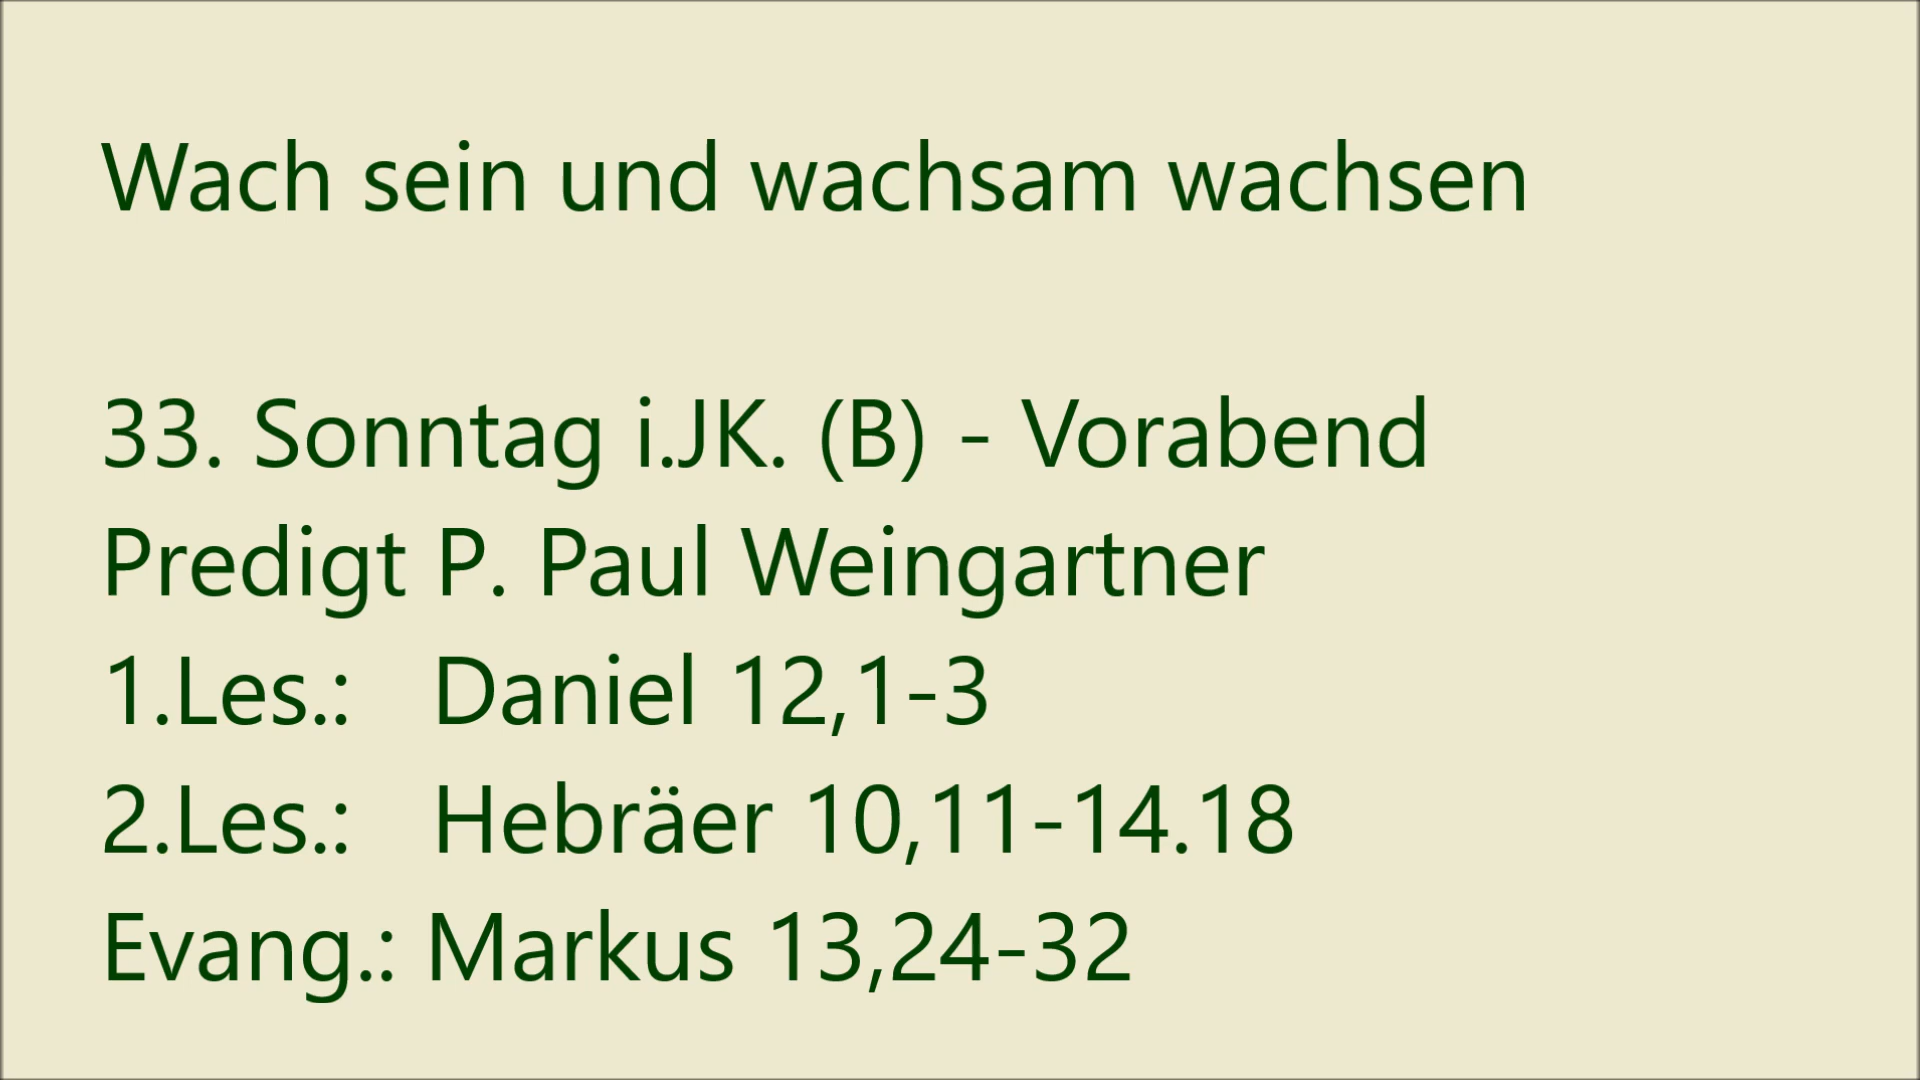 Wach sein und wachsam wachsen
33. Sonntag i.JK. (B) - Vorabend
Predigt P. Paul Weingartner
1.Les.: Daniel 12,1-3
2.Les.: Hebräer 10,11-14.18
Evang.: Markus 13,24-32